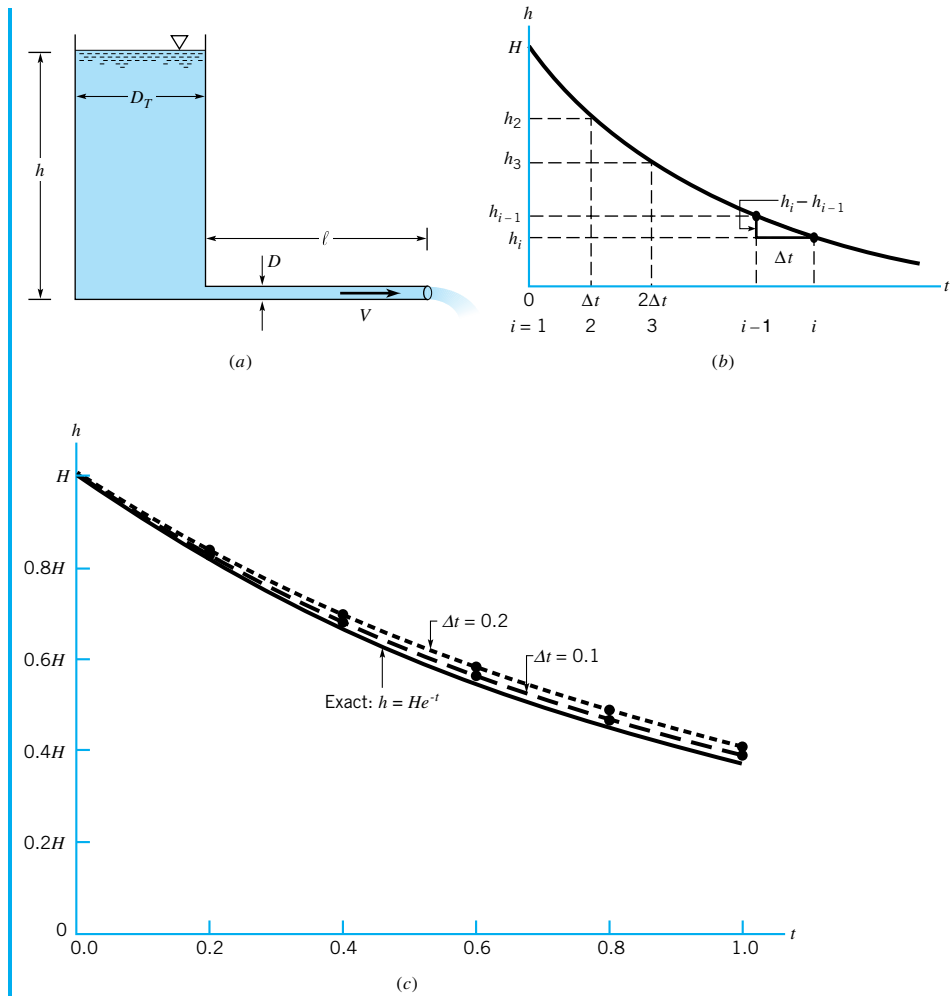 h
D_T
ℓ
D
V
(a)
h
H
h_2
h_3
h_{i-1}
h_i
h_i - h_{i-1}
Δt
t
0 Δt 2Δt
i = 1 2 3 i-1 i
(b)
h
H
0.8H
0.6H
0.4H
0.2H
0
Δt = 0.2
Δt = 0.1
Exact: h = He^{-t}
0.0 0.2 0.4 0.6 0.8 1.0 t
(c)